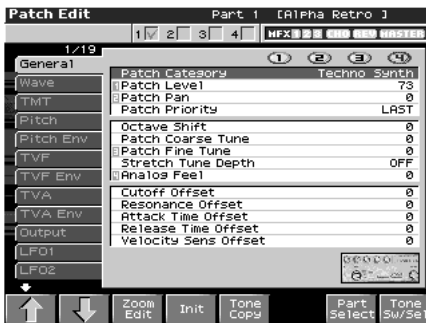 Patch Edit Part 1 [Alpha Retro ]
1 2 3 4 MFX 1 2 3 CHO REV MASTER
1/19
1 2 3 4
General
Wave
TMT
Pitch
Pitch Env
TVF
TVF Env
TVA
TVA Env
Output
LFO1
LFO2
Patch Category Techno Synth
1 Patch Level 73
2 Patch Pan 0
Patch Priority LAST
Octave Shift 0
Patch Coarse Tune 0
3 Patch Fine Tune 0
Stretch Tune Depth OFF
4 Analog Feel 0
Cutoff Offset 0
Resonance Offset 0
Attack Time Offset 0
Release Time Offset 0
Velocity Sens Offset 0
Zoom Edit
Init
Tone Copy
Part Select
Tone Sw/Sel